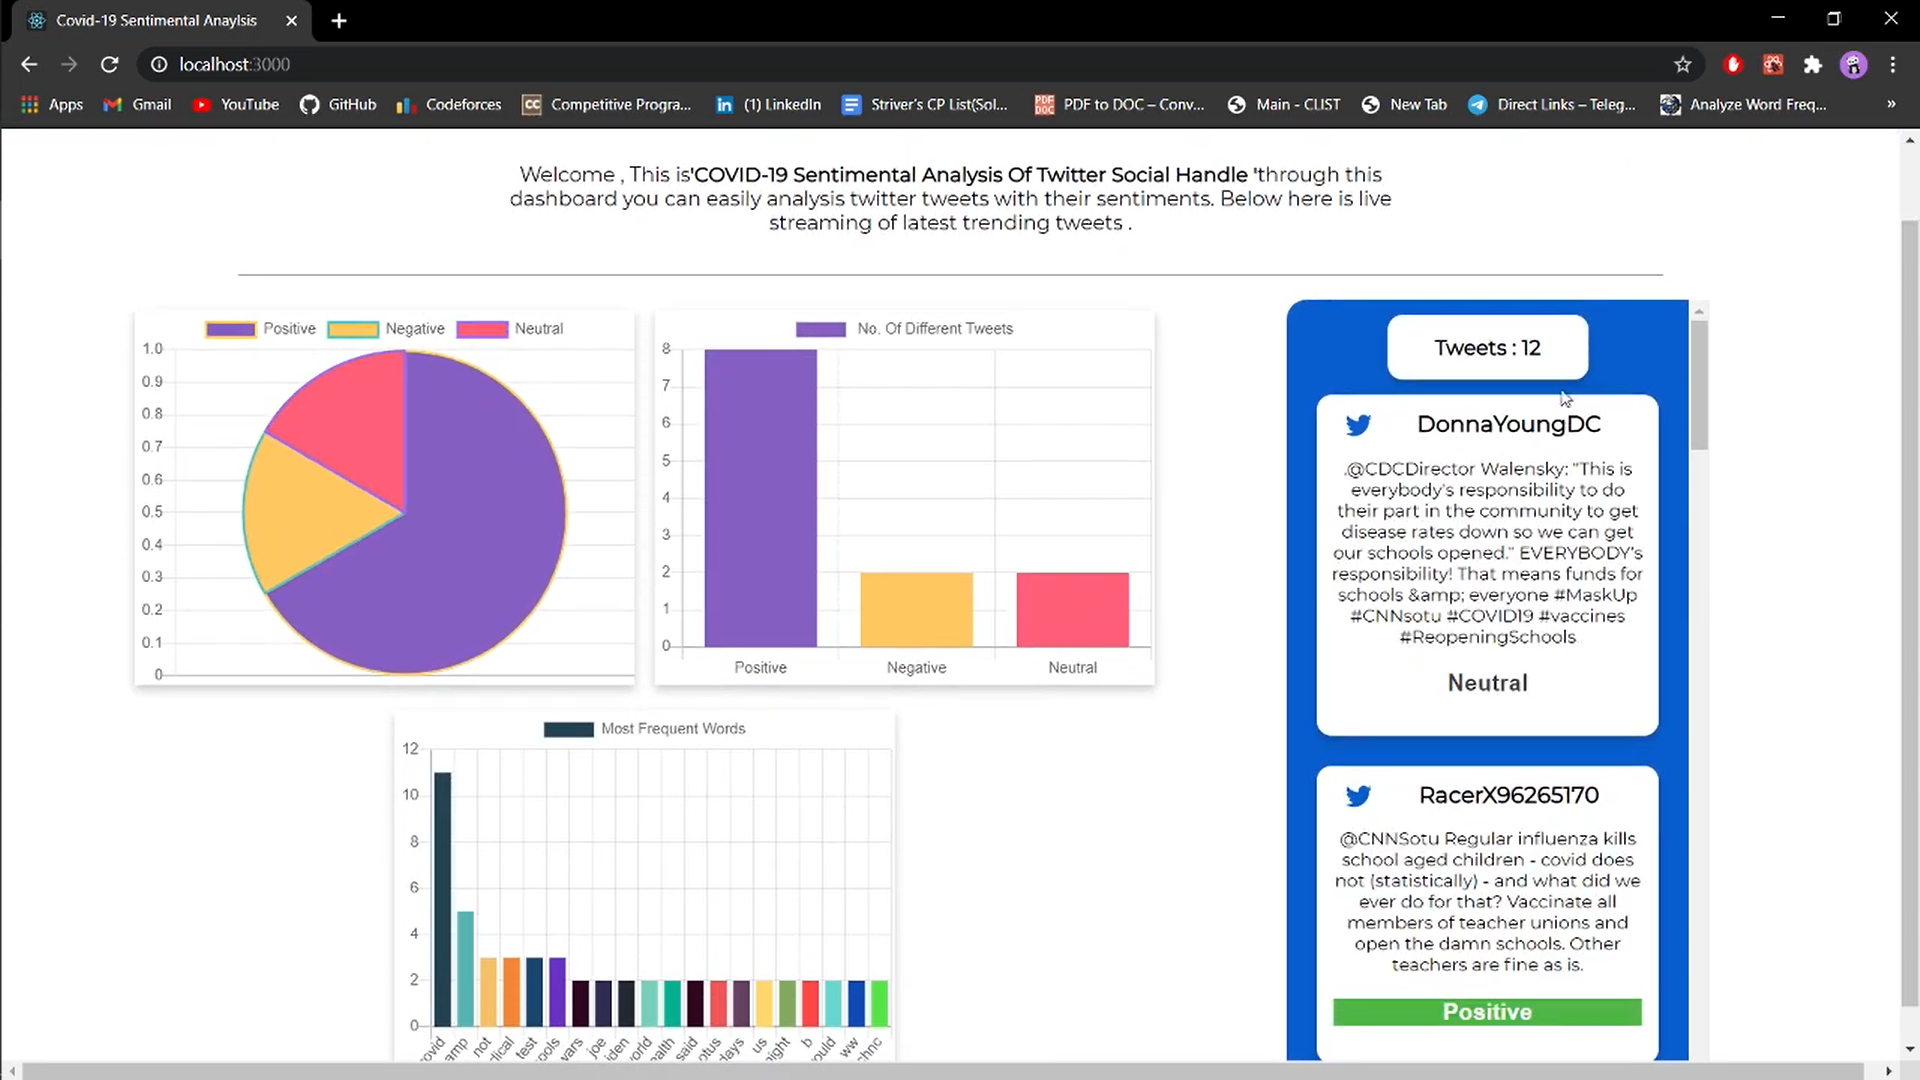 Covid-19 Sentimental Anaylsis
localhost:3000
Apps Gmail YouTube GitHub Codeforces Competitive Progra... (1) LinkedIn Striver's CP List(Sol... PDF to DOC – Conv... Main - CLIST New Tab Direct Links – Teleg... Analyze Word Freq... »
Welcome , This is'COVID-19 Sentimental Analysis Of Twitter Social Handle 'through this
dashboard you can easily analysis twitter tweets with their sentiments. Below here is live
streaming of latest trending tweets .
Positive Negative Neutral
1.0
0.9
0.8
0.7
0.6
0.5
0.4
0.3
0.2
0.1
0
No. Of Different Tweets
8
7
6
5
4
3
2
1
0
Positive Negative Neutral
Most Frequent Words
12
10
8
6
4
2
0
ovid amp not dical test ools wars joe iden orld ealth said otus days us ight b ould ww chnc
Tweets : 12
DonnaYoungDC
.@CDCDirector Walensky: "This is
everybody's responsibility to do
their part in the community to get
disease rates down so we can get
our schools opened." EVERYBODY's
responsibility! That means funds for
schools &amp; everyone #MaskUp
#CNNsotu #COVID19 #vaccines
#ReopeningSchools
Neutral
RacerX96265170
@CNNSotu Regular influenza kills
school aged children - covid does
not (statistically) - and what did we
ever do for that? Vaccinate all
members of teacher unions and
open the damn schools. Other
teachers are fine as is.
Positive